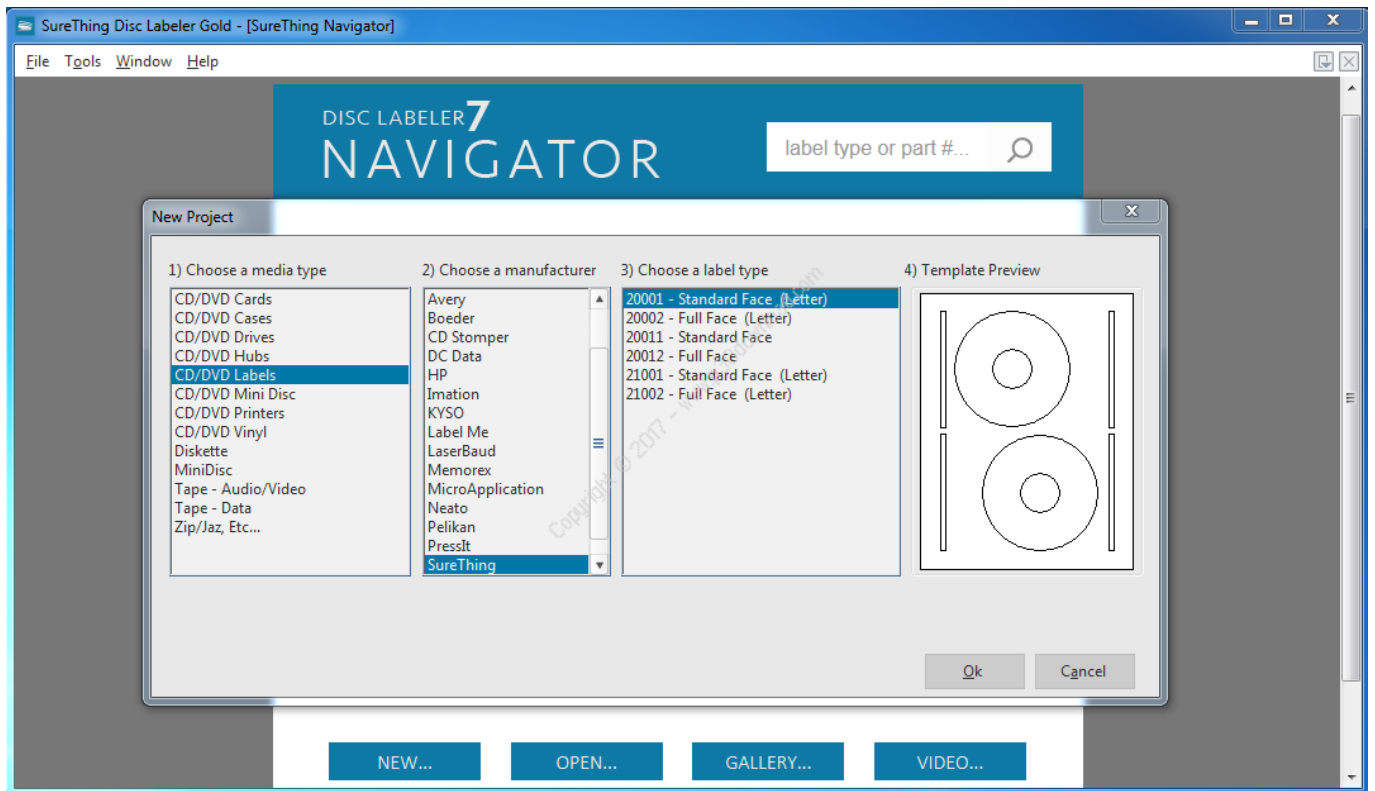 SureThing Disc Labeler Gold - [SureThing Navigator]
File Tools Window Help
DISC LABELER 7
NAVIGATOR
label type or part #...
New Project
1) Choose a media type
CD/DVD Cards
CD/DVD Cases
CD/DVD Drives
CD/DVD Hubs
CD/DVD Labels
CD/DVD Mini Disc
CD/DVD Printers
CD/DVD Vinyl
Diskette
MiniDisc
Tape - Audio/Video
Tape - Data
Zip/Jaz, Etc...
2) Choose a manufacturer
Avery
Boeder
CD Stomper
DC Data
HP
Imation
KYSO
Label Me
LaserBaud
Memorex
MicroApplication
Neato
Pelikan
PressIt
SureThing
3) Choose a label type
20001 - Standard Face (Letter)
20002 - Full Face (Letter)
20011 - Standard Face
20012 - Full Face
21001 - Standard Face (Letter)
21002 - Full Face (Letter)
4) Template Preview
Copyright © 2017 -
Ok Cancel
NEW... OPEN... GALLERY... VIDEO...